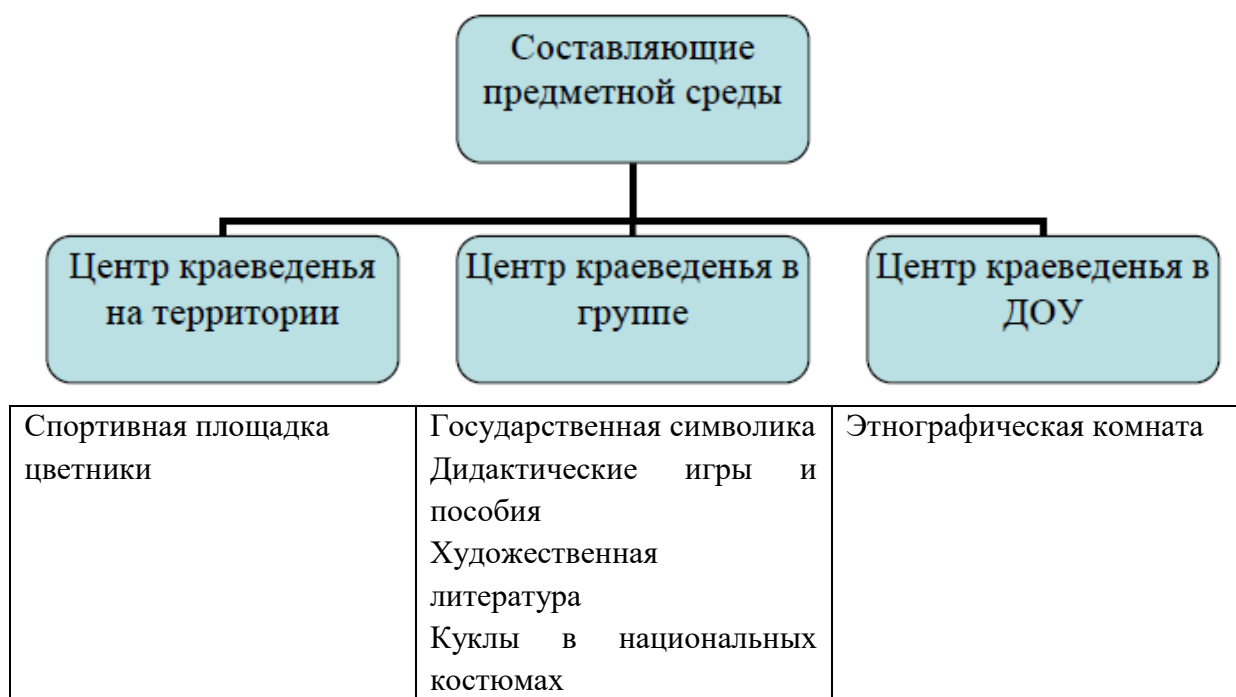 Составляющие
предметной среды
Центр краеведенья
на территории
Центр краеведенья в
группе
Центр краеведенья в
ДОУ
Спортивная площадка
цветники
Государственная символика
Дидактические игры и
пособия
Художественная
литература
Куклы в национальных
костюмах
Этнографическая комната